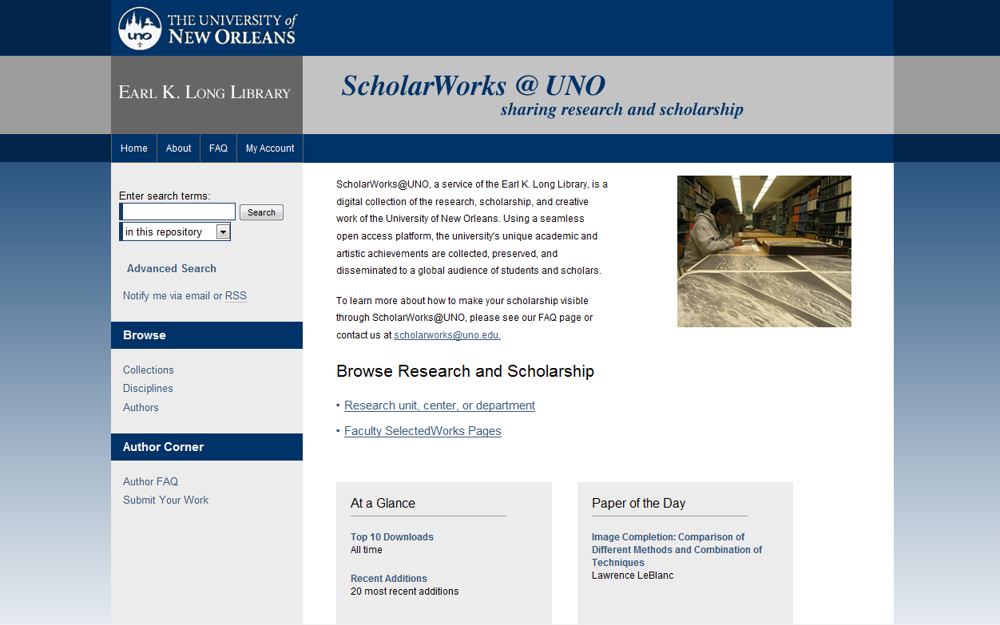 uno
THE UNIVERSITY of
NEW ORLEANS
EARL K. LONG LIBRARY
ScholarWorks @ UNO
sharing research and scholarship
Home
About
FAQ
My Account
Enter search terms:
Search
in this repository
Advanced Search
Notify me via email or RSS
Browse
Collections
Disciplines
Authors
Author Corner
Author FAQ
Submit Your Work
ScholarWorks@UNO, a service of the Earl K. Long Library, is a
digital collection of the research, scholarship, and creative
work of the University of New Orleans. Using a seamless
open access platform, the university's unique academic and
artistic achievements are collected, preserved, and
disseminated to a global audience of students and scholars.
To learn more about how to make your scholarship visible
through ScholarWorks@UNO, please see our FAQ page or
contact us at scholarworks@uno.edu.
Browse Research and Scholarship
• Research unit, center, or department
• Faculty SelectedWorks Pages
At a Glance
Top 10 Downloads
All time
Recent Additions
20 most recent additions
Paper of the Day
Image Completion: Comparison of
Different Methods and Combination of
Techniques
Lawrence LeBlanc